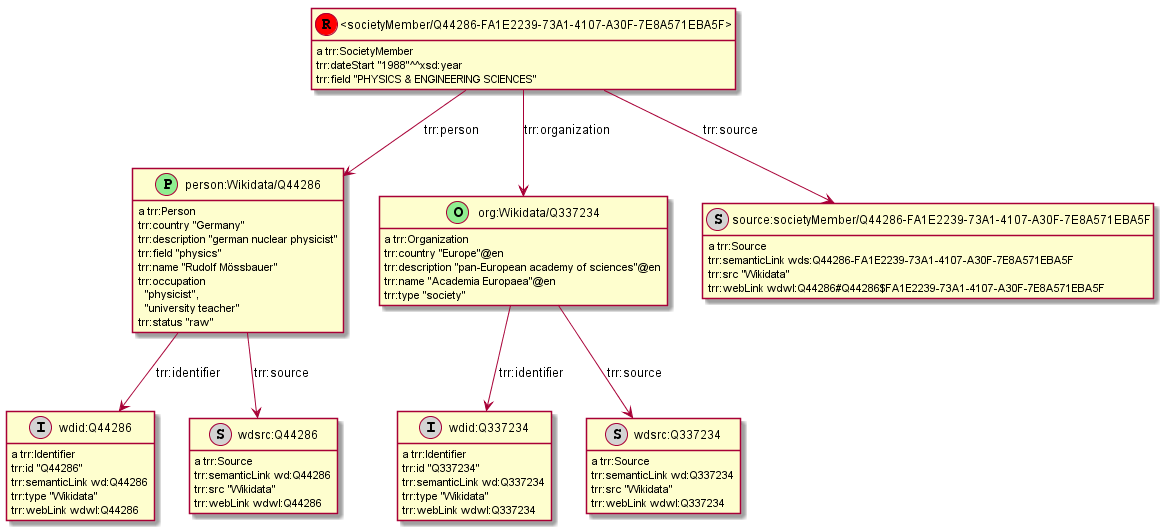 R <societyMember/Q44286-FA1E2239-73A1-4107-A30F-7E8A571EBA5F>
a trr:SocietyMember
trr:dateStart "1988"^^xsd:year
trr:field "PHYSICS & ENGINEERING SCIENCES"
trr:person
trr:organization
trr:source
P person:Wikidata/Q44286
a trr:Person
trr:country "Germany"
trr:description "german nuclear physicist"
trr:field "physics"
trr:name "Rudolf Mössbauer"
trr:occupation
"physicist",
"university teacher"
trr:status "raw"
O org:Wikidata/Q337234
a trr:Organization
trr:country "Europe"@en
trr:description "pan-European academy of sciences"@en
trr:name "Academia Europaea"@en
trr:type "society"
S source:societyMember/Q44286-FA1E2239-73A1-4107-A30F-7E8A571EBA5F
a trr:Source
trr:semanticLink wds:Q44286-FA1E2239-73A1-4107-A30F-7E8A571EBA5F
trr:src "Wikidata"
trr:webLink wdwl:Q44286#Q44286$FA1E2239-73A1-4107-A30F-7E8A571EBA5F
trr:identifier
trr:source
trr:identifier
trr:source
I wdid:Q44286
a trr:Identifier
trr:id "Q44286"
trr:semanticLink wd:Q44286
trr:type "Wikidata"
trr:webLink wdwl:Q44286
S wdsrc:Q44286
a trr:Source
trr:semanticLink wd:Q44286
trr:src "Wikidata"
trr:webLink wdwl:Q44286
I wdid:Q337234
a trr:Identifier
trr:id "Q337234"
trr:semanticLink wd:Q337234
trr:type "Wikidata"
trr:webLink wdwl:Q337234
S wdsrc:Q337234
a trr:Source
trr:semanticLink wd:Q337234
trr:src "Wikidata"
trr:webLink wdwl:Q337234